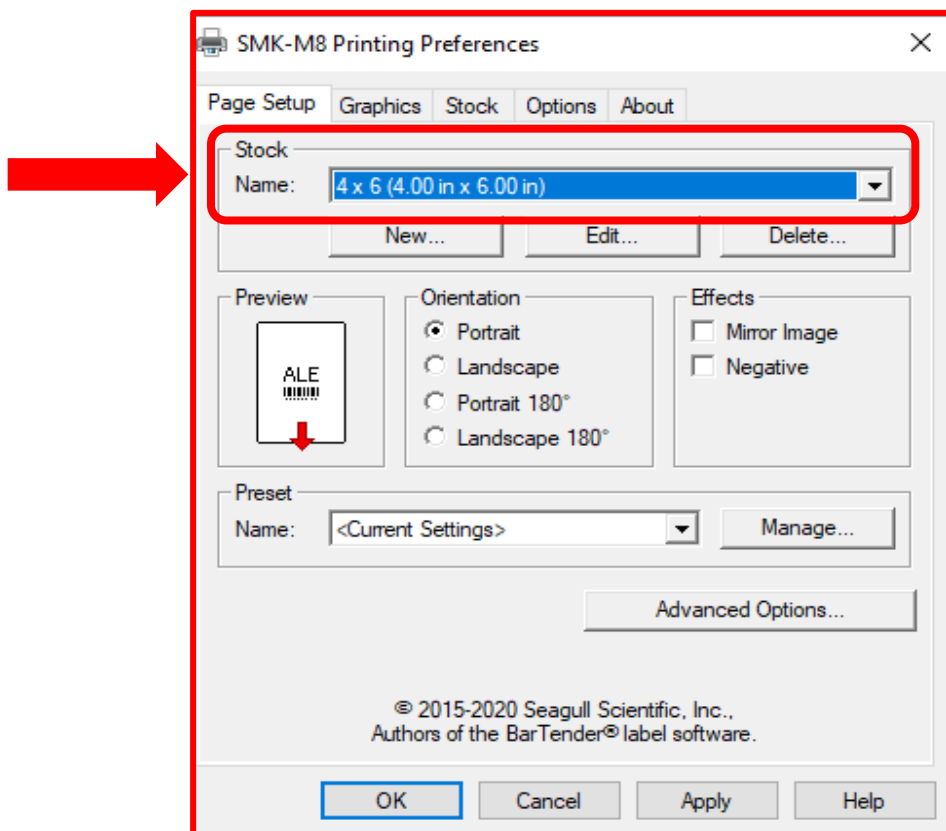 SMK-M8 Printing Preferences
Page Setup Graphics Stock Options About
Stock
Name: 4 x 6 (4.00 in x 6.00 in)
New... Edit... Delete...
Preview
ALE
Orientation
Portrait
Landscape
Portrait 180°
Landscape 180°
Effects
Mirror Image
Negative
Preset
Name: <Current Settings> Manage...
Advanced Options...
© 2015-2020 Seagull Scientific, Inc.,
Authors of the BarTender® label software.
OK Cancel Apply Help